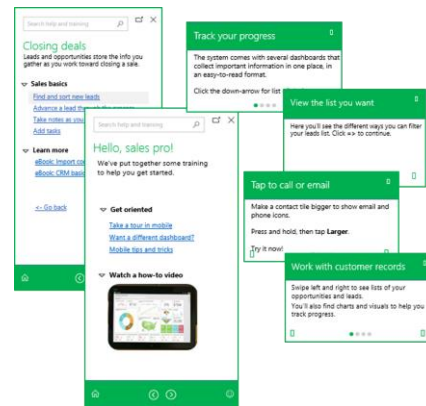 Search help and training
Closing deals
Leads and opportunities store the info you
gather as you work toward closing a sale.
Sales basics
Find and sort new leads
Advance a lead through the
Take notes as you
Add tasks
Learn more
eBook: Import co
eBook: CRM basic
<- Go back
Search help and training
Hello, sales pro!
We've put together some training
to help you get started.
Get oriented
Take a tour in mobile
Want a different dashboard?
Mobile tips and tricks
Watch a how-to video
Track your progress
The system comes with several dashboards that
collect important information in one place, in
an easy-to-read format.
Click the down-arrow for list
View the list you want
Here you'll see the different ways you can filter
your leads list. Click => to continue.
Tap to call or email
Make a contact tile bigger to show email and
phone icons.
Press and hold, then tap Larger.
Try it now!
Work with customer records
Swipe left and right to see lists of your
opportunities and leads.
You'll also find charts and visuals to help you
track progress.